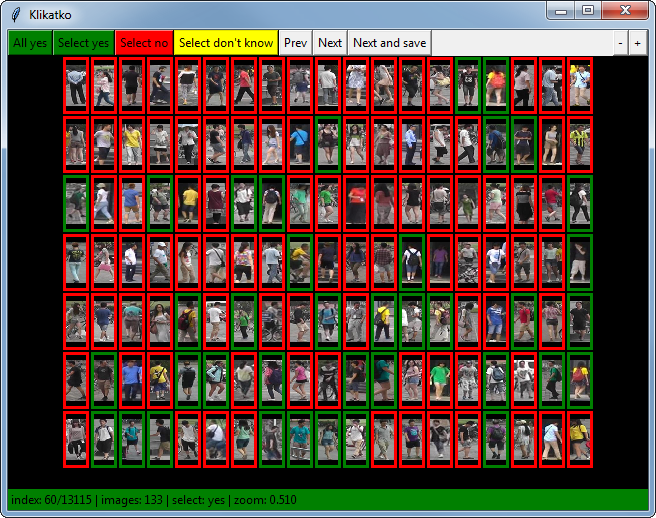 Klikatko
All yes Select yes Select no Select don't know Prev Next Next and save - +
index: 60/13115 | images: 133 | select: yes | zoom: 0.510